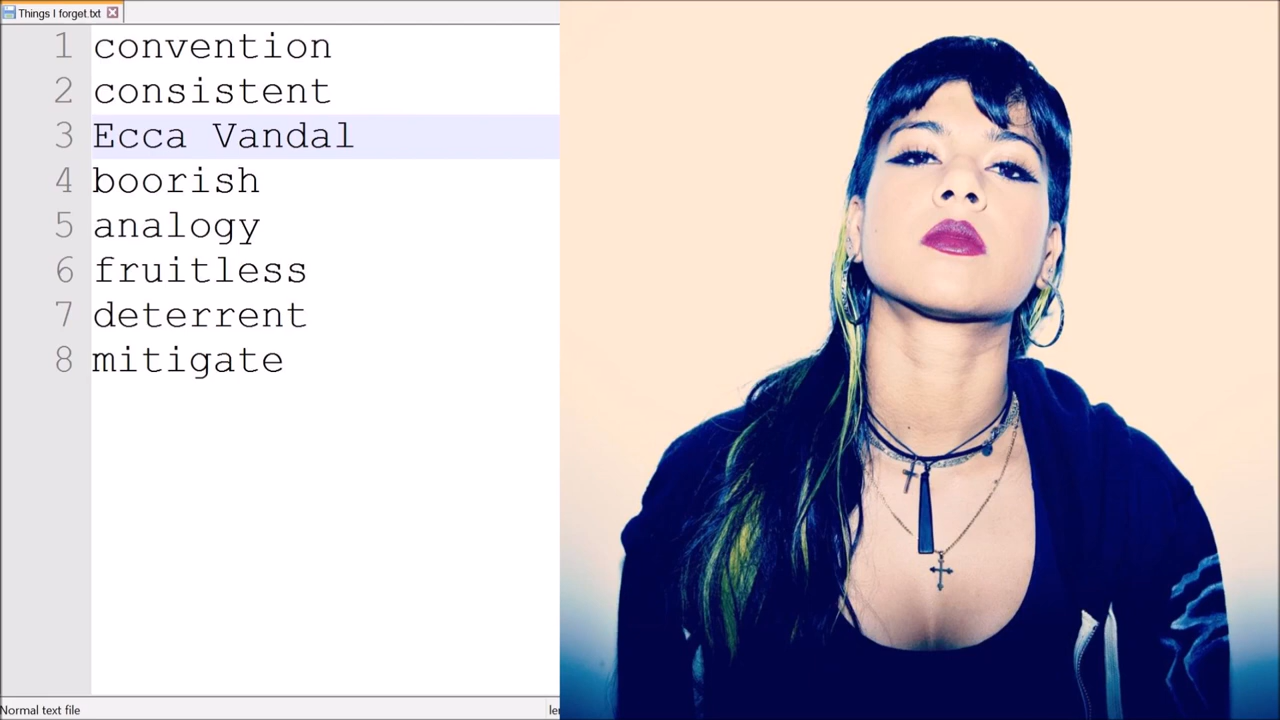 Things I forget.txt
1 convention
2 consistent
3 Ecca Vandal
4 boorish
5 analogy
6 fruitless
7 deterrent
8 mitigate
Normal text file